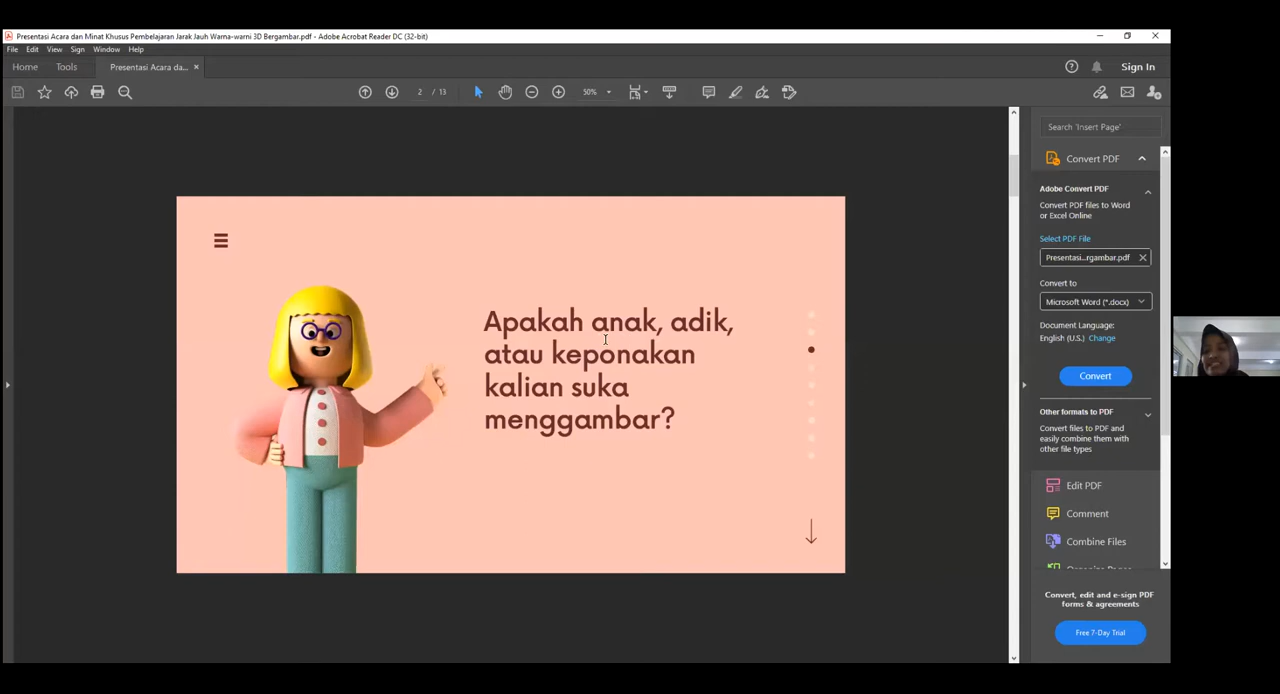 Presentasi Acara dan Minat Khusus Pembelajaran Jarak Jauh Warna-warni 3D Bergambar.pdf - Adobe Acrobat Reader DC (32-bit)
File Edit View Sign Window Help
Home Tools Presentasi Acara da... × Sign In
2 / 13 50%
Apakah anak, adik,
atau keponakan
kalian suka
menggambar?
Search 'Insert Page'
Convert PDF
Adobe Convert PDF
Convert PDF files to Word
or Excel Online
Select PDF File
Presentasi...rgambar.pdf
Convert to
Microsoft Word (*.docx)
Document Language:
English (U.S.) Change
Convert
Other formats to PDF
Convert files to PDF and
easily combine them with
other file types
Edit PDF
Comment
Combine Files
Organize Pages
Convert, edit and e-sign PDF
forms & agreements
Free 7-Day Trial